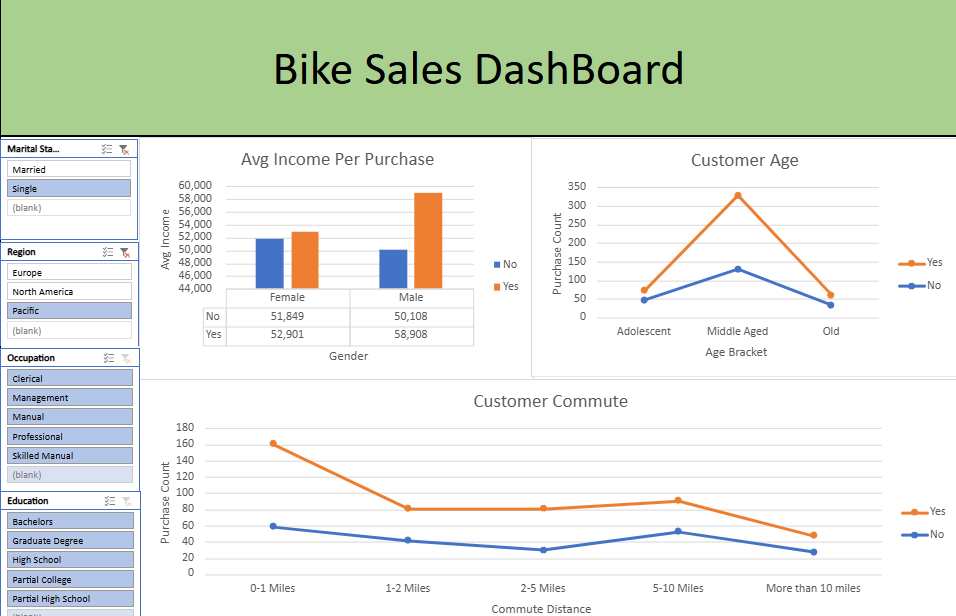 Bike Sales DashBoard
Marital Sta...
Married
Single
(blank)
Region
Europe
North America
Pacific
(blank)
Occupation
Clerical
Management
Manual
Professional
Skilled Manual
(blank)
Education
Bachelors
Graduate Degree
High School
Partial College
Partial High School
(blank)
Avg Income Per Purchase
Avg Income
60,000
58,000
56,000
54,000
52,000
50,000
48,000
46,000
44,000
Female Male
No 51,849 50,108
Yes 52,901 58,908
Gender
No
Yes
Customer Age
Purchase Count
350
300
250
200
150
100
50
0
Adolescent Middle Aged Old
Age Bracket
Yes
No
Customer Commute
Purchase Count
180
160
140
120
100
80
60
40
20
0
0-1 Miles 1-2 Miles 2-5 Miles 5-10 Miles More than 10 miles
Commute Distance
Yes
No